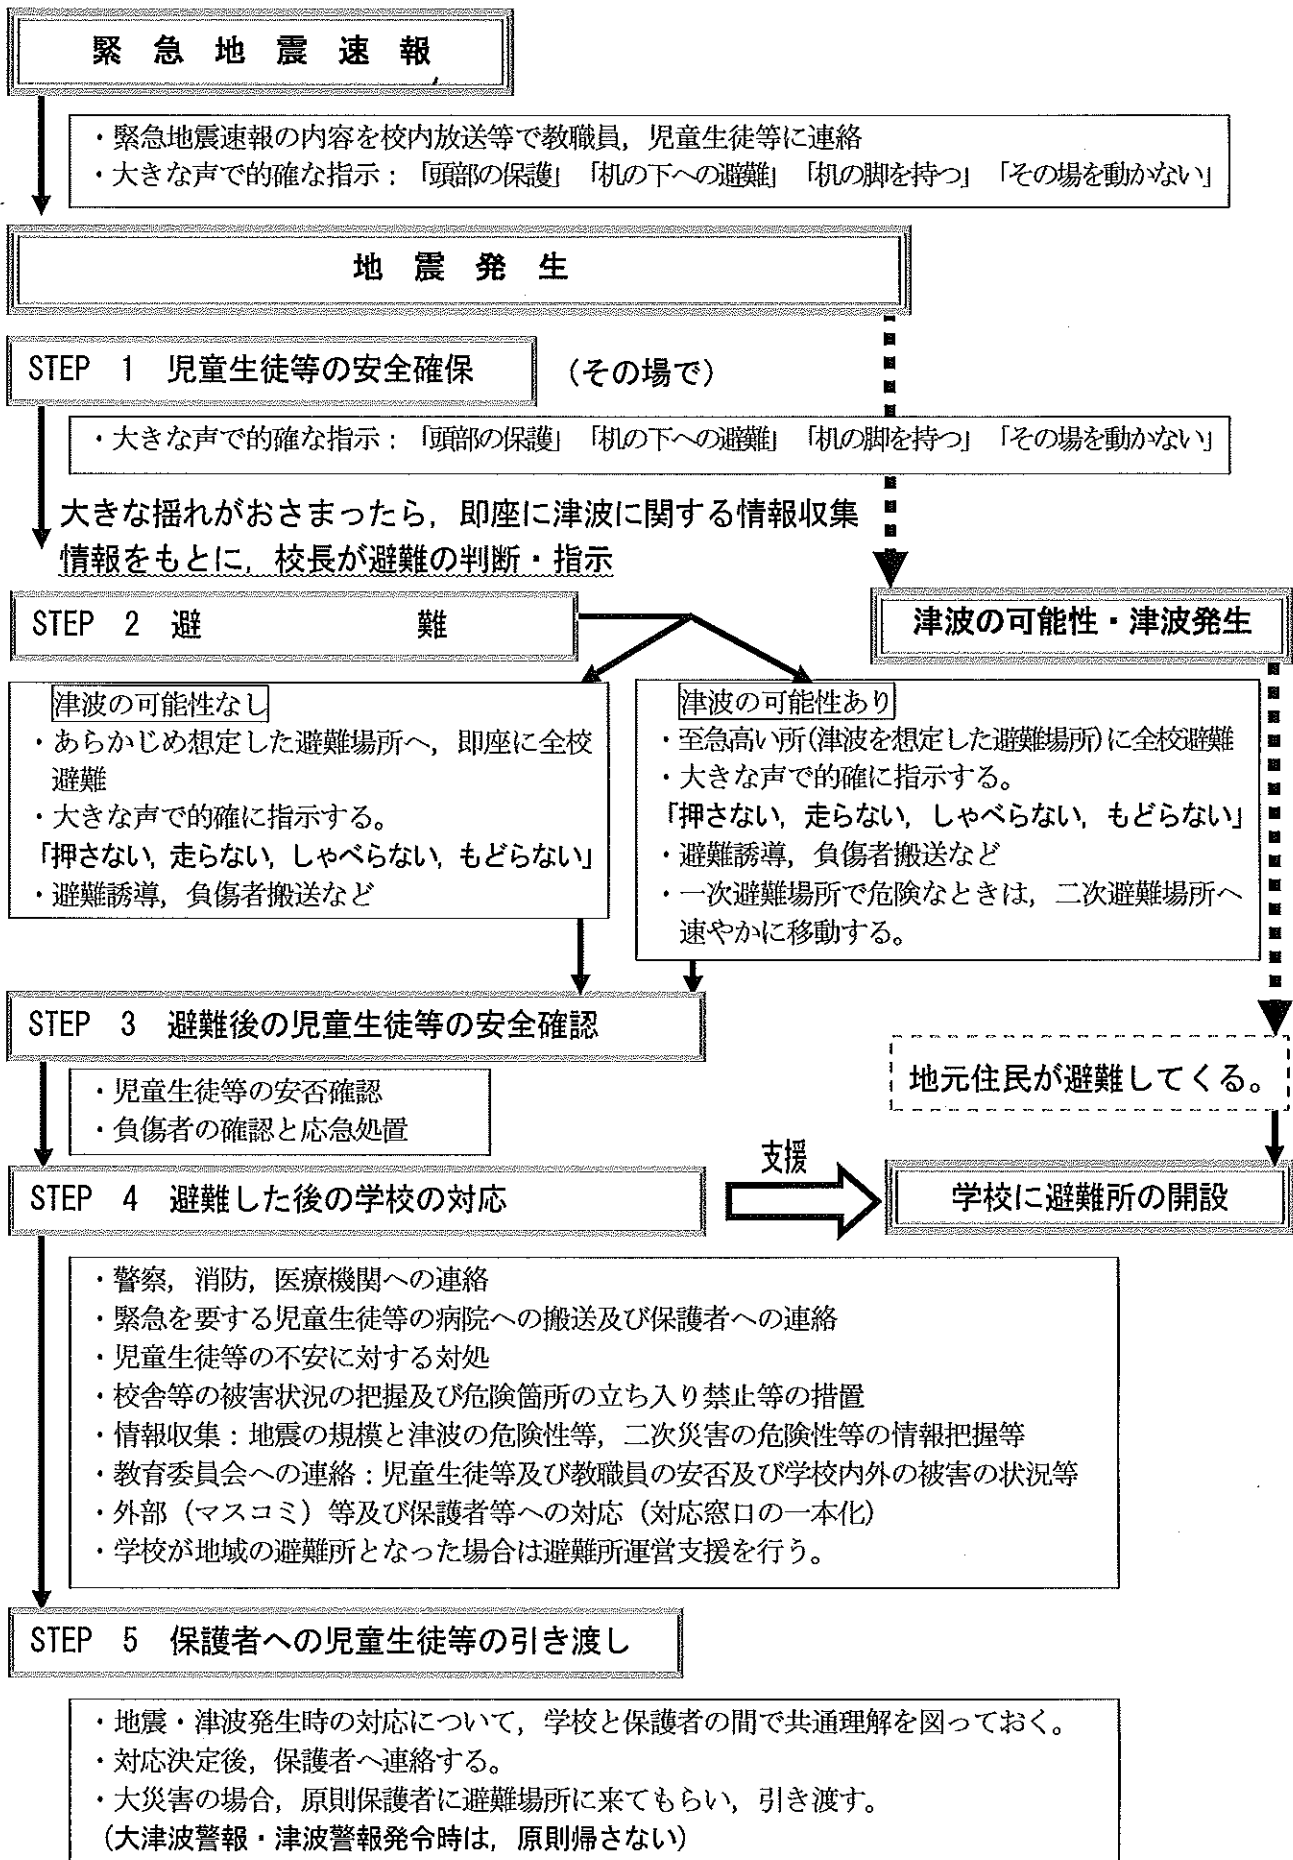 緊急地震速報
・緊急地震速報の内容を校内放送等で教職員，児童生徒等に連絡
・大きな声で的確な指示：「頭部の保護」「机の下への避難」「机の脚を持つ」「その場を動かない」
地震発生
STEP 1 児童生徒等の安全確保 （その場で）
・大きな声で的確な指示：「頭部の保護」「机の下への避難」「机の脚を持つ」「その場を動かない」
大きな揺れがおさまったら，即座に津波に関する情報収集
情報をもとに，校長が避難の判断・指示
STEP 2 避難
津波の可能性・津波発生
津波の可能性なし
・あらかじめ想定した避難場所へ，即座に全校
避難
・大きな声で的確に指示する。
「押さない，走らない，しゃべらない，もどらない」
・避難誘導，負傷者搬送など
津波の可能性あり
・至急高い所(津波を想定した避難場所)に全校避難
・大きな声で的確に指示する。
「押さない，走らない，しゃべらない，もどらない」
・避難誘導，負傷者搬送など
・一次避難場所で危険なときは，二次避難場所へ
速やかに移動する。
STEP 3 避難後の児童生徒等の安全確認
・児童生徒等の安否確認
・負傷者の確認と応急処置
地元住民が避難してくる。
STEP 4 避難した後の学校の対応
支援
学校に避難所の開設
・警察，消防，医療機関への連絡
・緊急を要する児童生徒等の病院への搬送及び保護者への連絡
・児童生徒等の不安に対する対処
・校舎等の被害状況の把握及び危険箇所の立ち入り禁止等の措置
・情報収集：地震の規模と津波の危険性等，二次災害の危険性等の情報把握等
・教育委員会への連絡：児童生徒等及び教職員の安否及び学校内外の被害の状況等
・外部（マスコミ）等及び保護者等への対応（対応窓口の一本化）
・学校が地域の避難所となった場合は避難所運営支援を行う。
STEP 5 保護者への児童生徒等の引き渡し
・地震・津波発生時の対応について，学校と保護者の間で共通理解を図っておく。
・対応決定後，保護者へ連絡する。
・大災害の場合，原則保護者に避難場所に来てもらい，引き渡す。
（大津波警報・津波警報発令時は，原則帰さない）